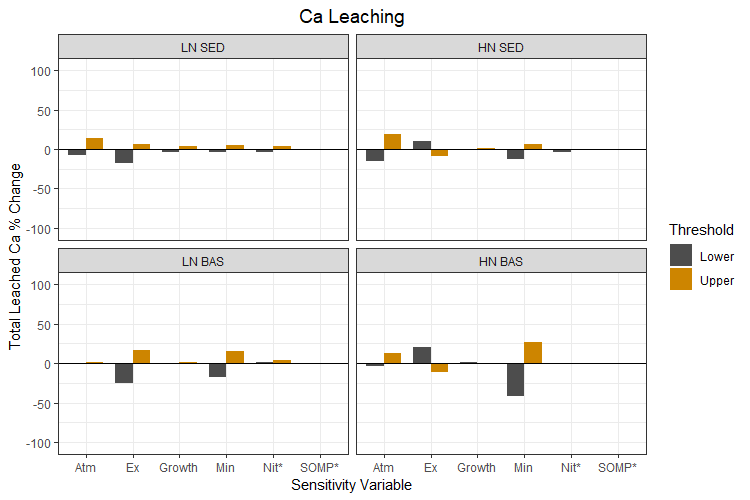 Ca Leaching
LN SED
HN SED
100
50
0
-50
-100
LN BAS
HN BAS
100
50
0
-50
-100
Total Leached Ca % Change
Atm Ex Growth Min Nit* SOMP*
Atm Ex Growth Min Nit* SOMP*
Sensitivity Variable
Threshold
Lower
Upper